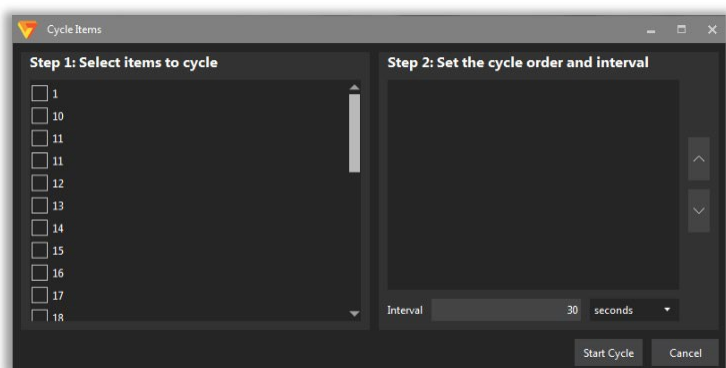 Cycle Items
Step 1: Select items to cycle
1
10
11
11
12
13
14
15
16
17
18
Step 2: Set the cycle order and interval
Interval 30 seconds
Start Cycle Cancel